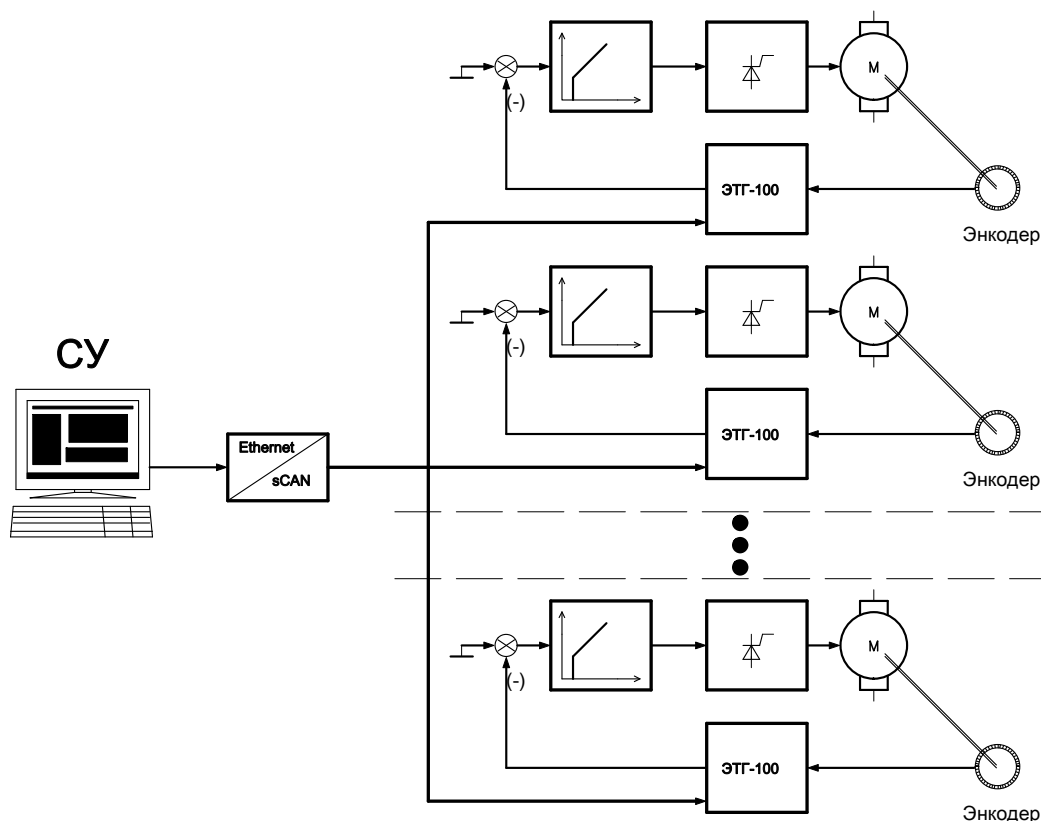 M
(-)
ЭТГ-100
Энкодер
M
(-)
СУ
ЭТГ-100
Ethernet
sCAN
Энкодер
M
(-)
ЭТГ-100
Энкодер